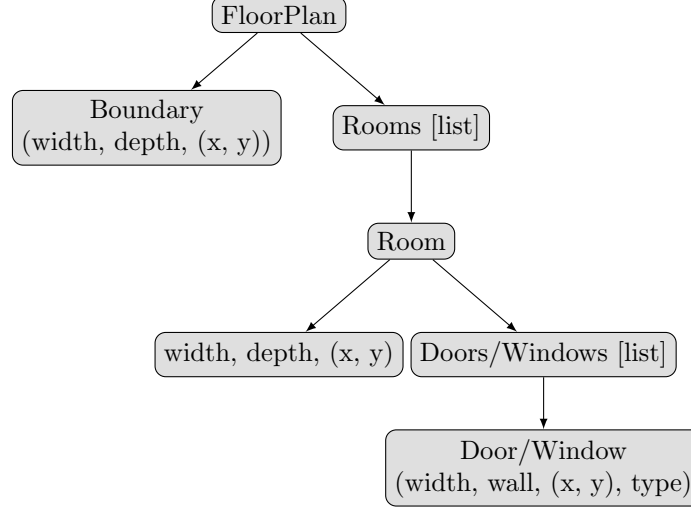 FloorPlan
Boundary
(width, depth, (x, y))
Rooms [list]
Room
width, depth, (x, y)
Doors/Windows [list]
Door/Window
(width, wall, (x, y), type)